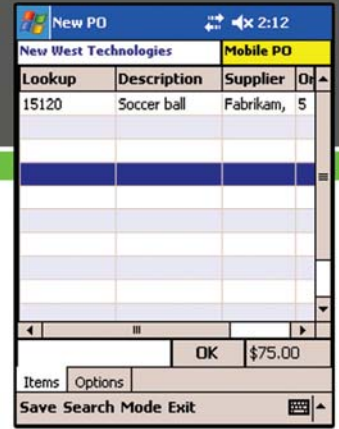 New PO 2:12
New West Technologies Mobile PO
Lookup Description Supplier Or
15120 Soccer ball Fabrikam, 5
OK $75.00
Items Options
Save Search Mode Exit